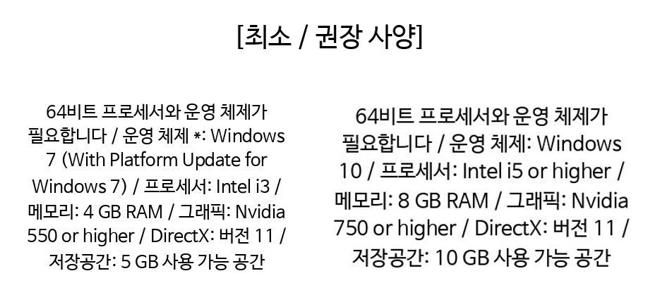 [최소 / 권장 사양]
64비트 프로세서와 운영 체제가
필요합니다 / 운영 체제 *: Windows
7 (With Platform Update for
Windows 7) / 프로세서: Intel i3 /
메모리: 4 GB RAM / 그래픽: Nvidia
550 or higher / DirectX: 버전 11 /
저장공간: 5 GB 사용 가능 공간
64비트 프로세서와 운영 체제가
필요합니다 / 운영 체제: Windows
10 / 프로세서: Intel i5 or higher /
메모리: 8 GB RAM / 그래픽: Nvidia
750 or higher / DirectX: 버전 11 /
저장공간: 10 GB 사용 가능 공간